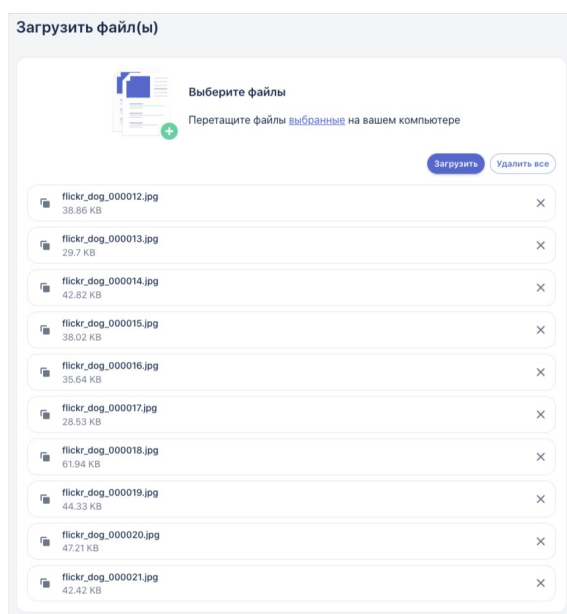 Загрузить файл(ы)
Выберите файлы
Перетащите файлы выбранные на вашем компьютере
Загрузить
Удалить все
flickr_dog_000012.jpg
38.86 KB
flickr_dog_000013.jpg
29.7 KB
flickr_dog_000014.jpg
42.82 KB
flickr_dog_000015.jpg
38.02 KB
flickr_dog_000016.jpg
35.64 KB
flickr_dog_000017.jpg
28.53 KB
flickr_dog_000018.jpg
61.94 KB
flickr_dog_000019.jpg
44.33 KB
flickr_dog_000020.jpg
47.21 KB
flickr_dog_000021.jpg
42.42 KB